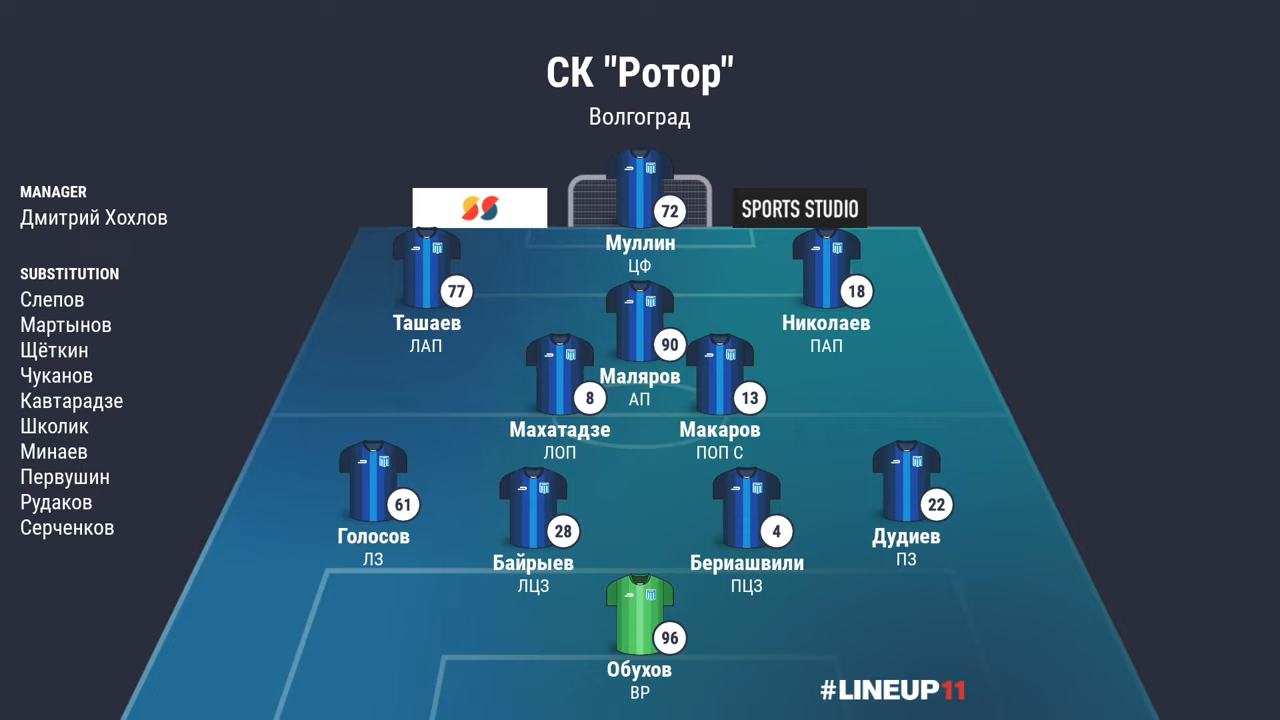 СК "Ротор"
Волгоград
MANAGER
Дмитрий Хохлов
SUBSTITUTION
Слепов
Мартынов
Щёткин
Чуканов
Кавтарадзе
Школик
Минаев
Первушин
Рудаков
Серченков
SPORTS STUDIO
72
Муллин
ЦФ
77
Ташаев
ЛАП
18
Николаев
ПАП
90
Маляров
АП
8
Махатадзе
ЛОП
13
Макаров
ПОП С
61
Голосов
ЛЗ
28
Байрыев
ЛЦЗ
4
Бериашвили
ПЦЗ
22
Дудиев
ПЗ
96
Обухов
ВР
#LINEUP11